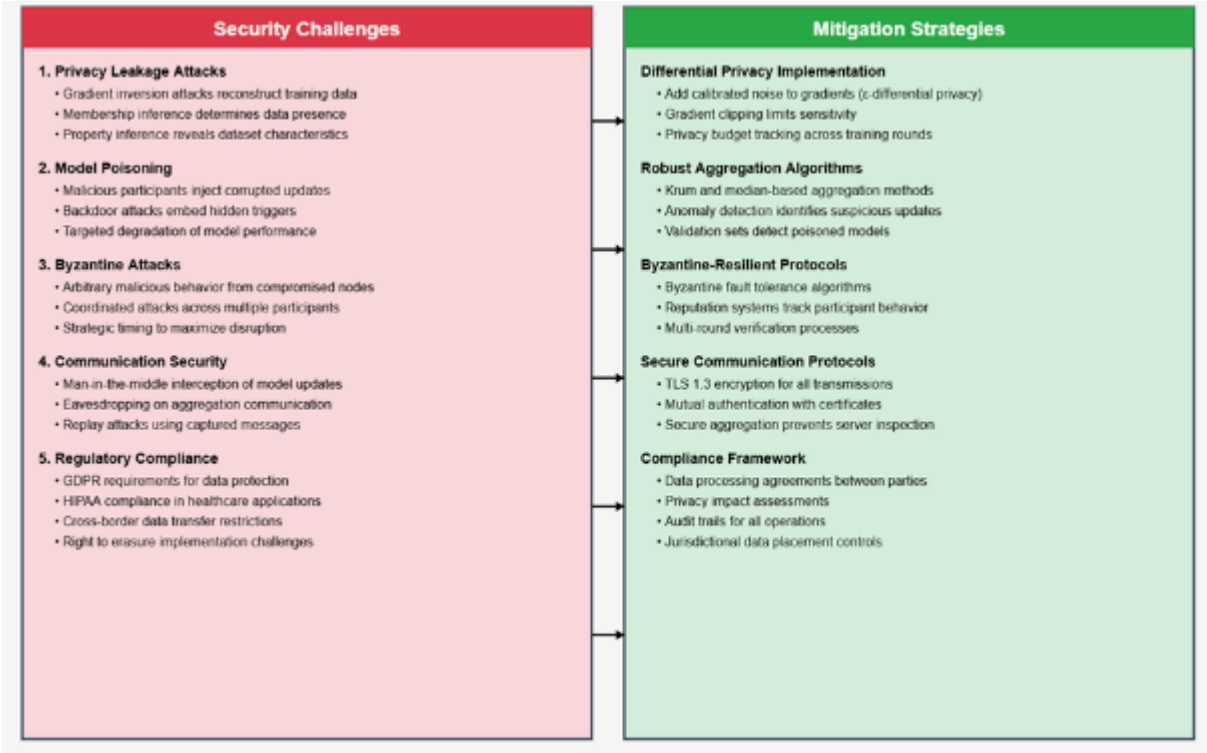 Security Challenges
1. Privacy Leakage Attacks
• Gradient inversion attacks reconstruct training data
• Membership inference determines data presence
• Property inference reveals dataset characteristics
2. Model Poisoning
• Malicious participants inject corrupted updates
• Backdoor attacks embed hidden triggers
• Targeted degradation of model performance
3. Byzantine Attacks
• Arbitrary malicious behavior from compromised nodes
• Coordinated attacks across multiple participants
• Strategic timing to maximize disruption
4. Communication Security
• Man-in-the-middle interception of model updates
• Eavesdropping on aggregation communication
• Replay attacks using captured messages
5. Regulatory Compliance
• GDPR requirements for data protection
• HIPAA compliance in healthcare applications
• Cross-border data transfer restrictions
• Right to erasure implementation challenges
Mitigation Strategies
Differential Privacy Implementation
• Add calibrated noise to gradients (ε-differential privacy)
• Gradient clipping limits sensitivity
• Privacy budget tracking across training rounds
Robust Aggregation Algorithms
• Krum and median-based aggregation methods
• Anomaly detection identifies suspicious updates
• Validation sets detect poisoned models
Byzantine-Resilient Protocols
• Byzantine fault tolerance algorithms
• Reputation systems track participant behavior
• Multi-round verification processes
Secure Communication Protocols
• TLS 1.3 encryption for all transmissions
• Mutual authentication with certificates
• Secure aggregation prevents server inspection
Compliance Framework
• Data processing agreements between parties
• Privacy impact assessments
• Audit trails for all operations
• Jurisdictional data placement controls